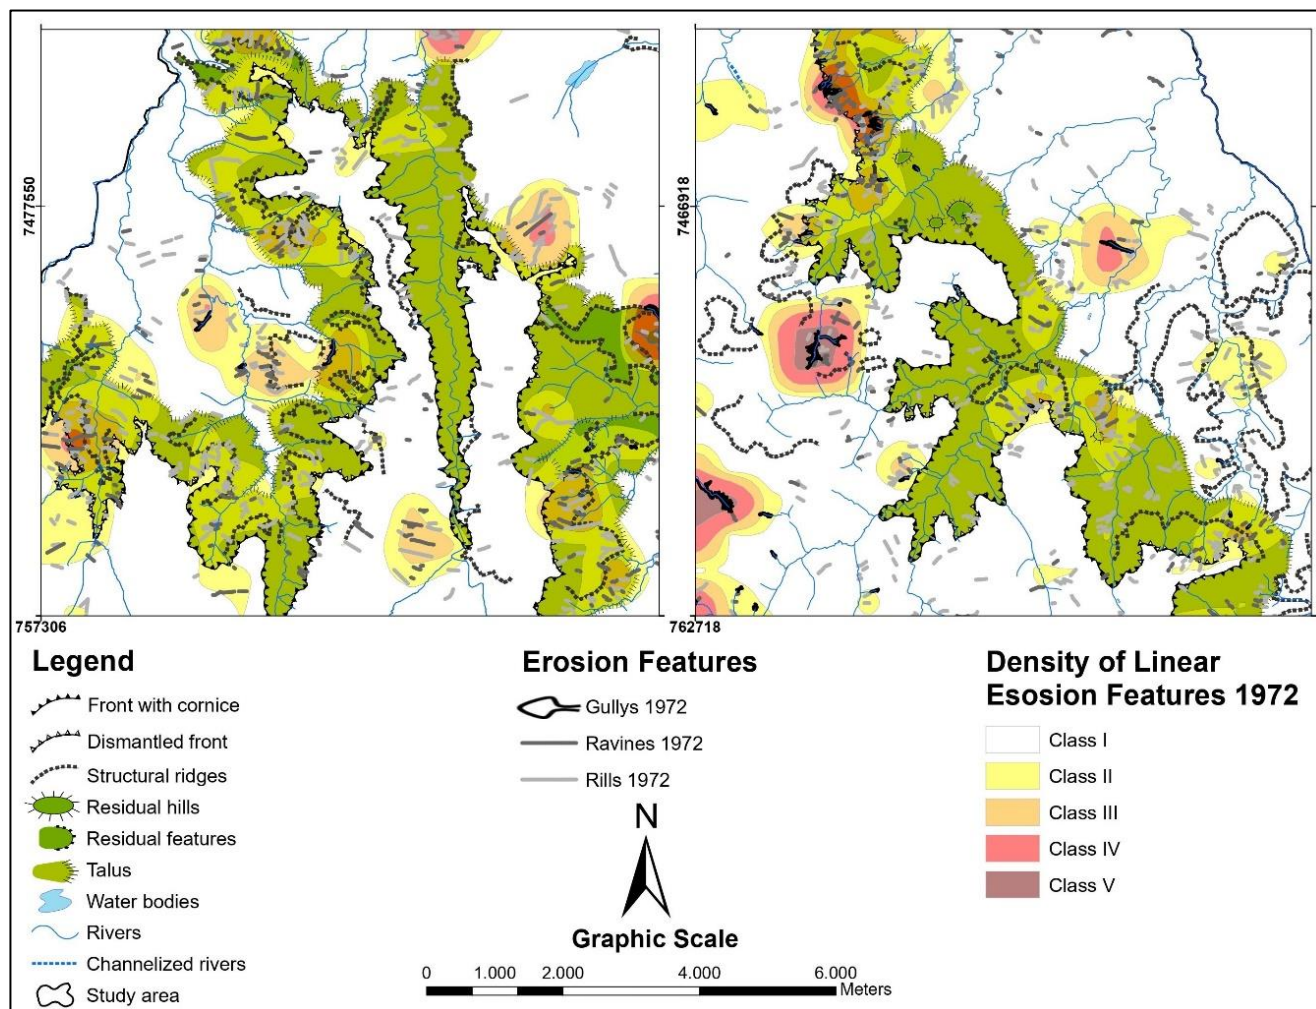 7477550
7466918
757306
762718
Legend
Front with cornice
Dismantled front
Structural ridges
Residual hills
Residual features
Talus
Water bodies
Rivers
Channelized rivers
Study area
Erosion Features
Gullys 1972
Ravines 1972
Rills 1972
N
Graphic Scale
0 1.000 2.000 4.000 6.000
Meters
Density of Linear
Esosion Features 1972
Class I
Class II
Class III
Class IV
Class V